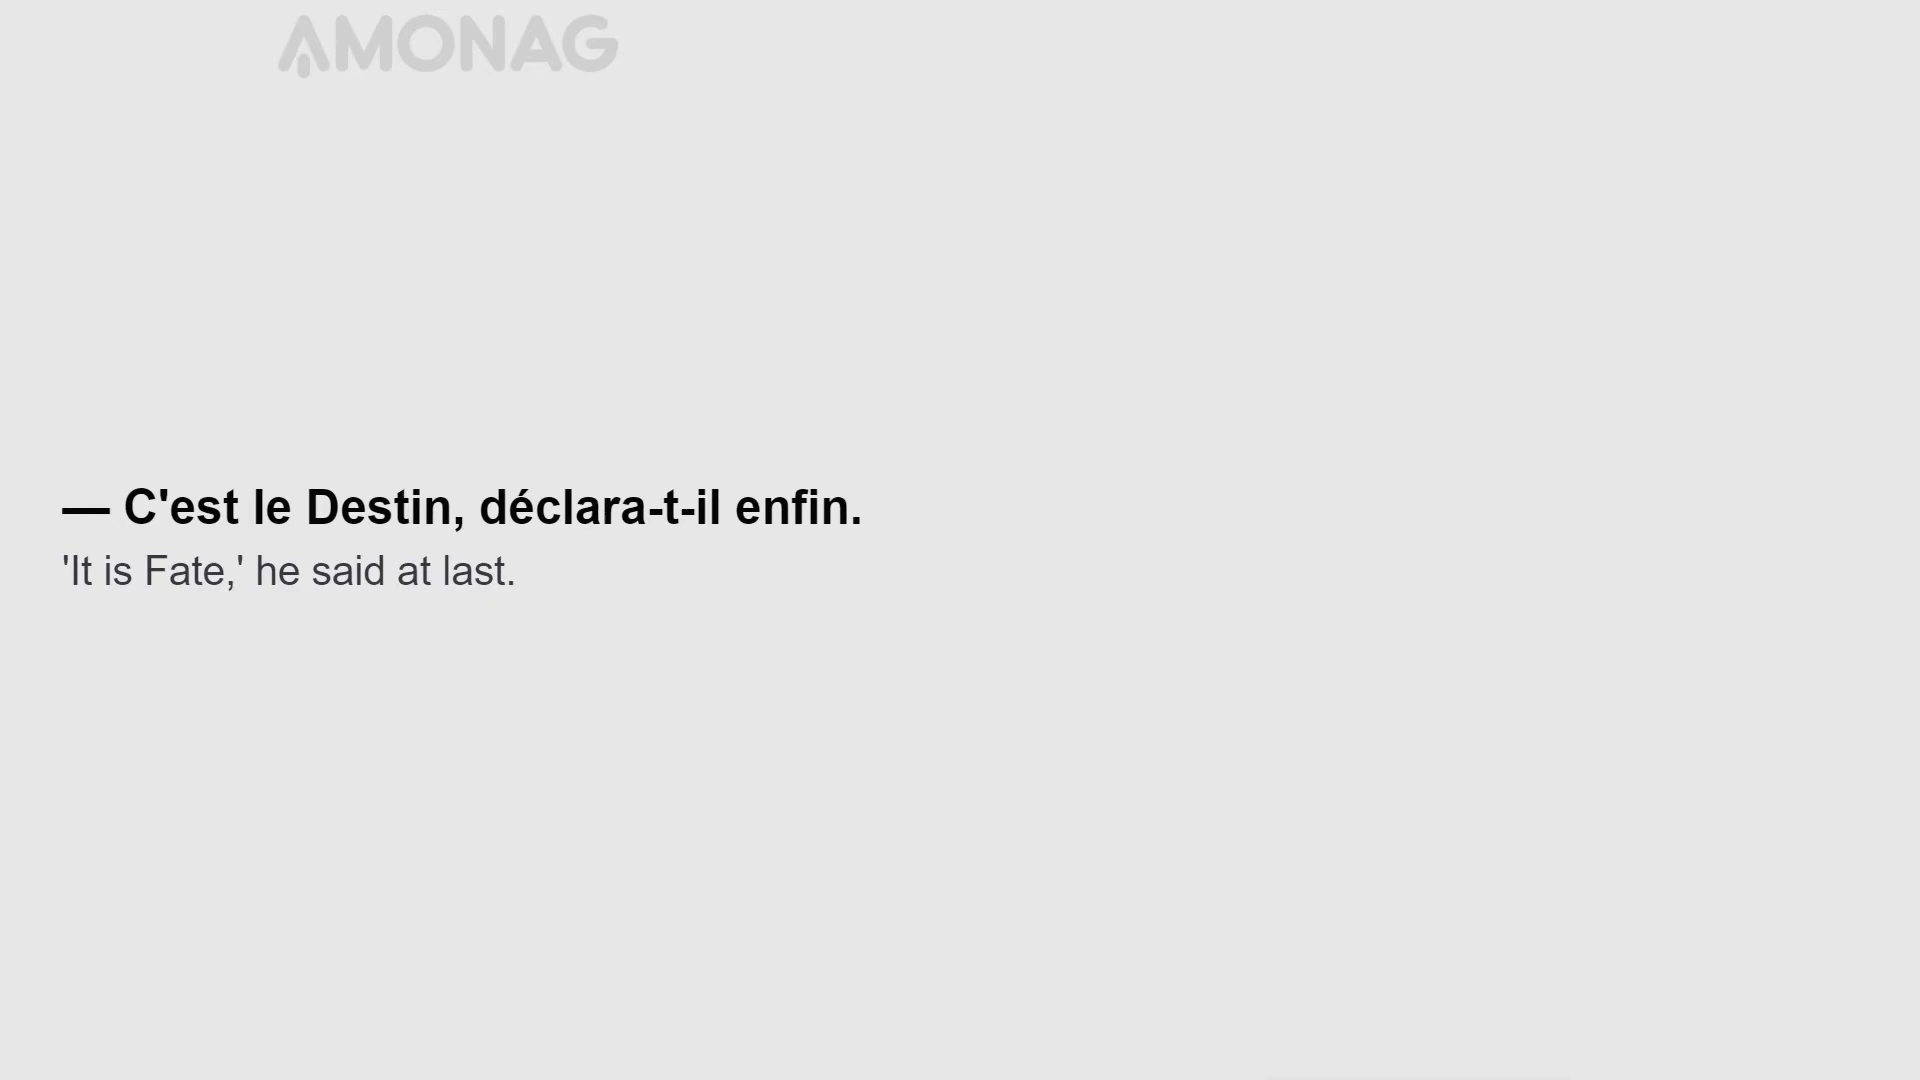 AMONAG
— C'est le Destin, déclara-t-il enfin.
'It is Fate,' he said at last.